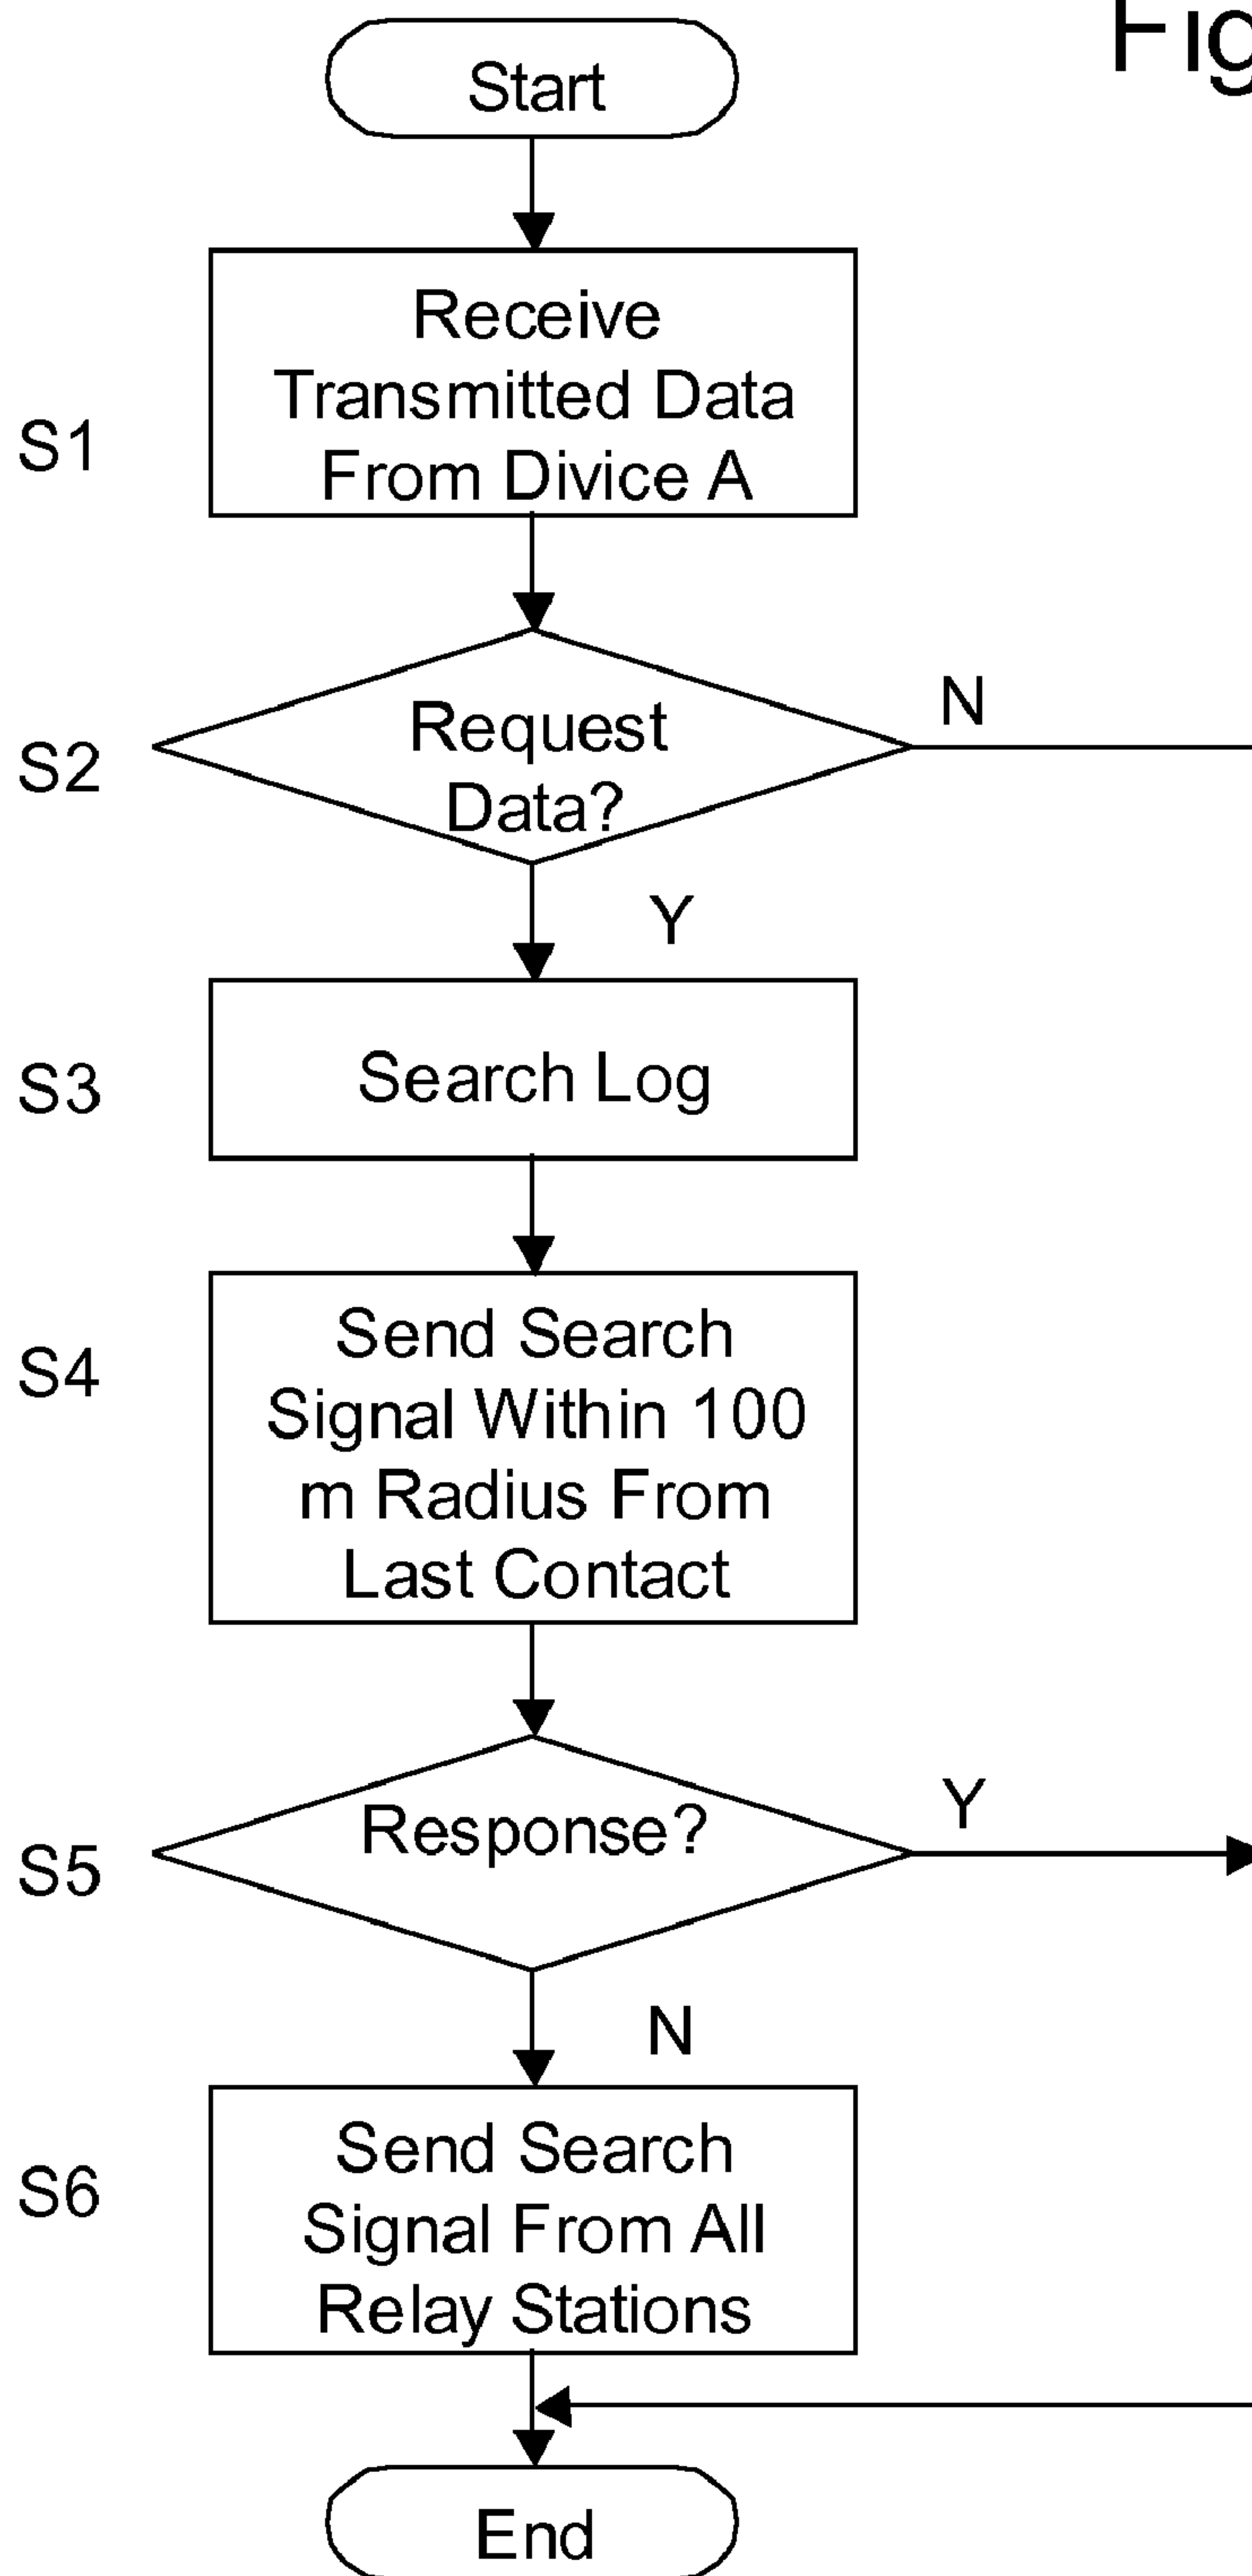 Fig
Start
S1
Receive
Transmitted Data
From Divice A
S2
Request
Data?
N
Y
S3
Search Log
S4
Send Search
Signal Within 100
m Radius From
Last Contact
S5
Response?
Y
N
S6
Send Search
Signal From All
Relay Stations
End